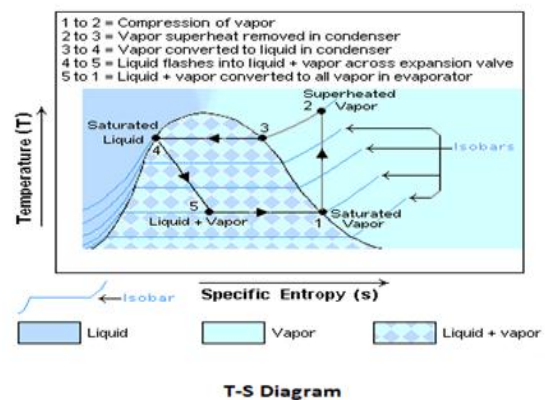 1 to 2 = Compression of vapor
2 to 3 = Vapor superheat removed in condenser
3 to 4 = Vapor converted to liquid in condenser
4 to 5 = Liquid flashes into liquid + vapor across expansion valve
5 to 1 = Liquid + vapor converted to all vapor in evaporator
Temperature (T)
Superheated
2 Vapor
Saturated
Liquid
3
4
Isobars
5
Liquid + Vapor
1
Saturated
Vapor
Isobar
Specific Entropy (s)
Liquid
Vapor
Liquid + vapor
T-S Diagram